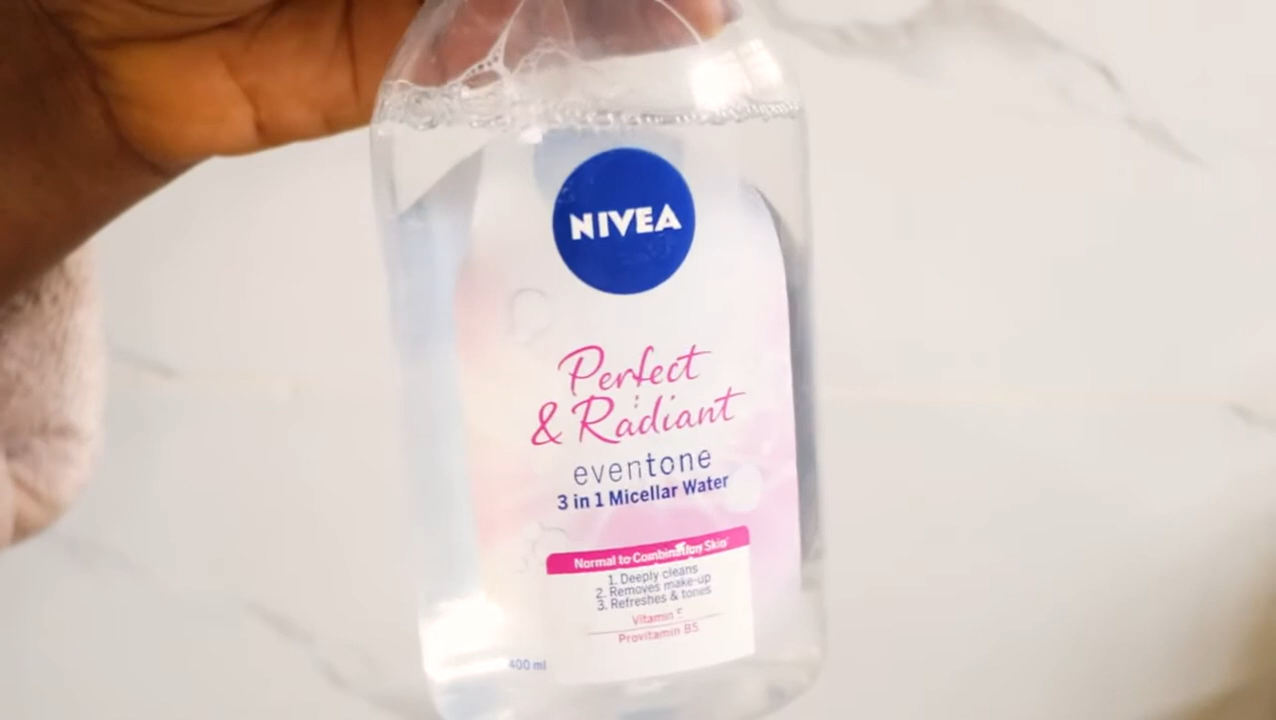 NIVEA
Perfect
& Radiant
eventone
3 in 1 Micellar Water
Normal to Combination Skin
1. Deeply cleans
2. Removes make-up
3. Refreshes & tones
Vitamin E
Provitamin B5
400 ml